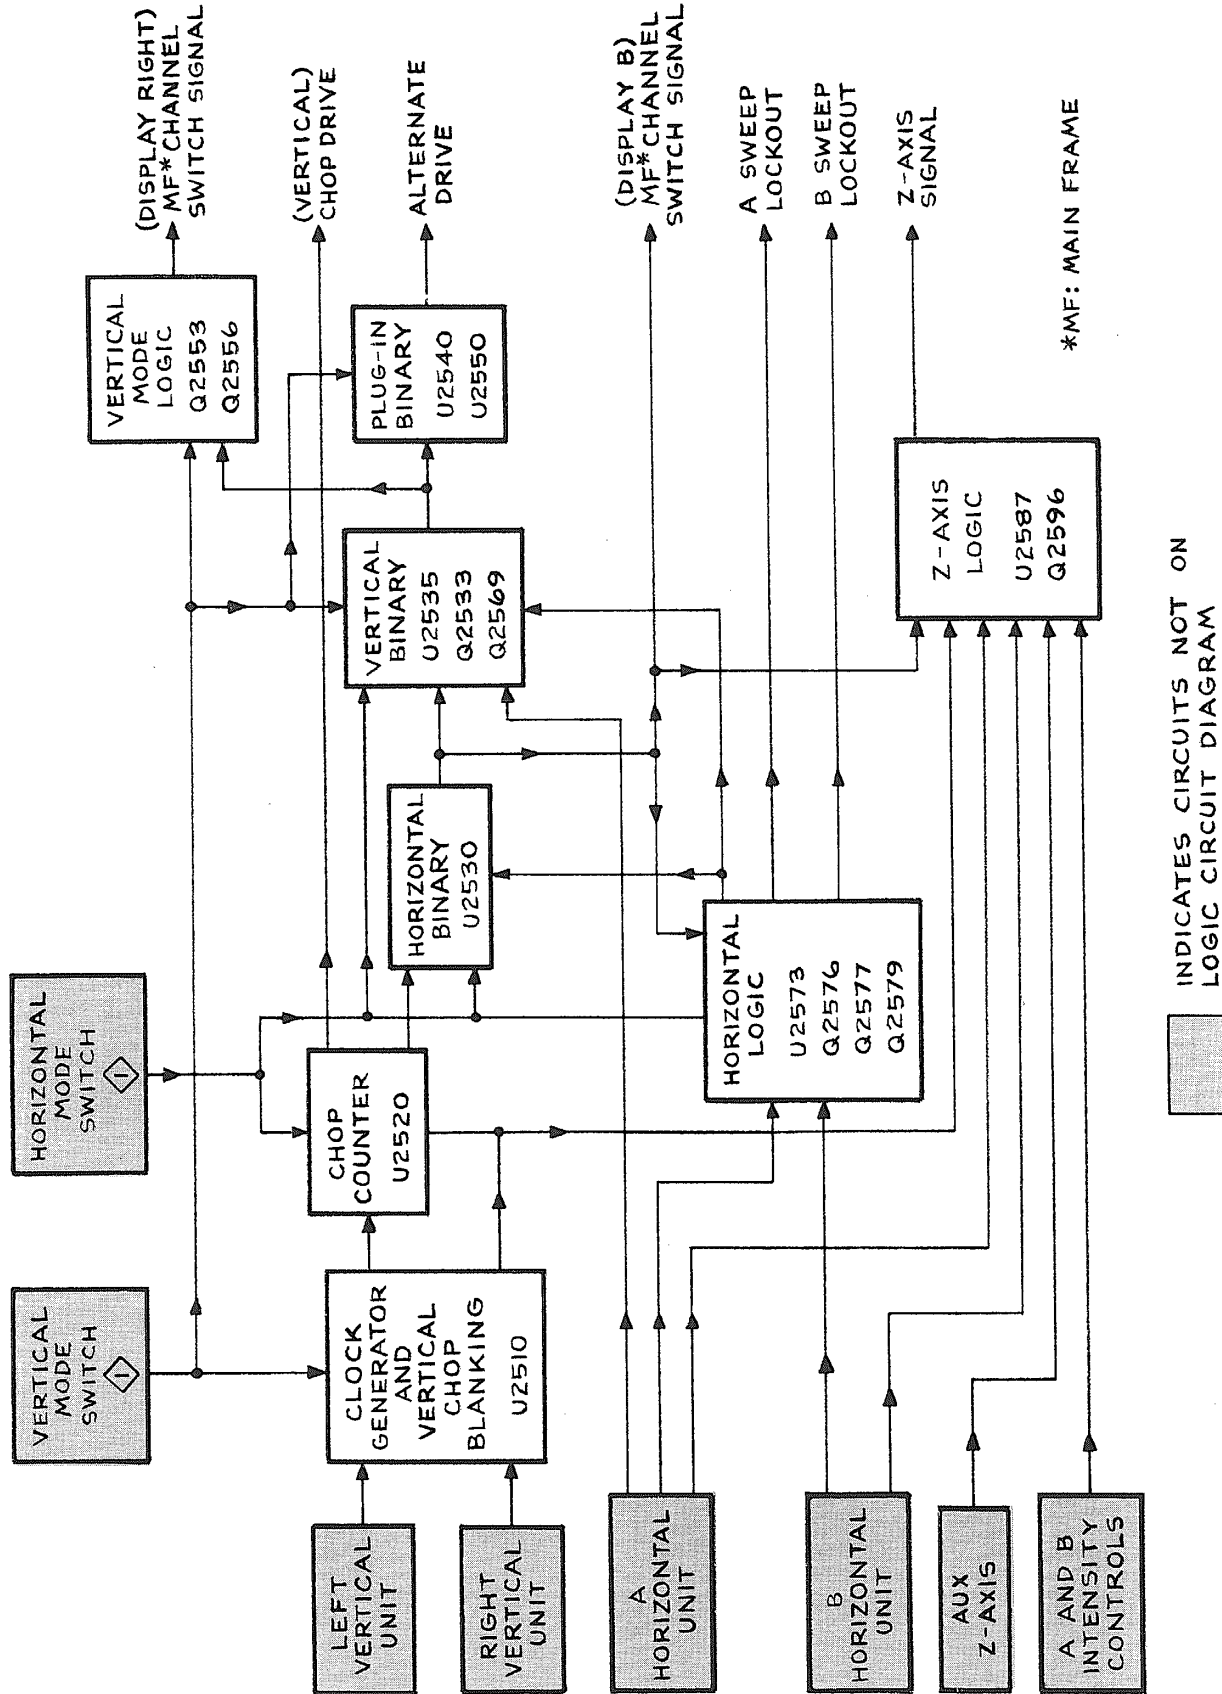 VERTICAL
MODE
SWITCH
1
HORIZONTAL
MODE
SWITCH
1
LEFT
VERTICAL
UNIT
RIGHT
VERTICAL
UNIT
CLOCK
GENERATOR
AND
VERTICAL
CHOP
BLANKING
U2510
CHOP
COUNTER
U2520
HORIZONTAL
BINARY
U2530
VERTICAL
BINARY
U2535
Q2533
Q2569
VERTICAL
MODE
LOGIC
Q2553
Q2556
PLUG-IN
BINARY
U2540
U2550
(DISPLAY RIGHT)
MF*CHANNEL
SWITCH SIGNAL
(VERTICAL)
CHOP DRIVE
ALTERNATE
DRIVE
A
HORIZONTAL
UNIT
B
HORIZONTAL
UNIT
AUX
Z-AXIS
A AND B
INTENSITY
CONTROLS
HORIZONTAL
LOGIC
U2573
Q2576
Q2577
Q2579
Z-AXIS
LOGIC
U2587
Q2596
(DISPLAY B)
MF*CHANNEL
SWITCH SIGNAL
A SWEEP
LOCKOUT
B SWEEP
LOCKOUT
Z-AXIS
SIGNAL
*MF: MAIN FRAME
INDICATES CIRCUITS NOT ON
LOGIC CIRCUIT DIAGRAM